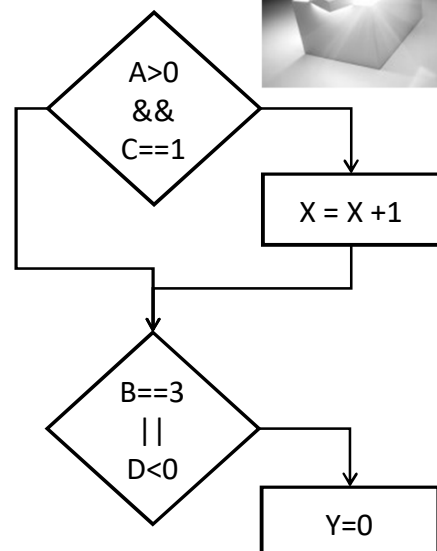 A>0
&&
C==1
X = X +1
B==3
||
D<0
Y=0